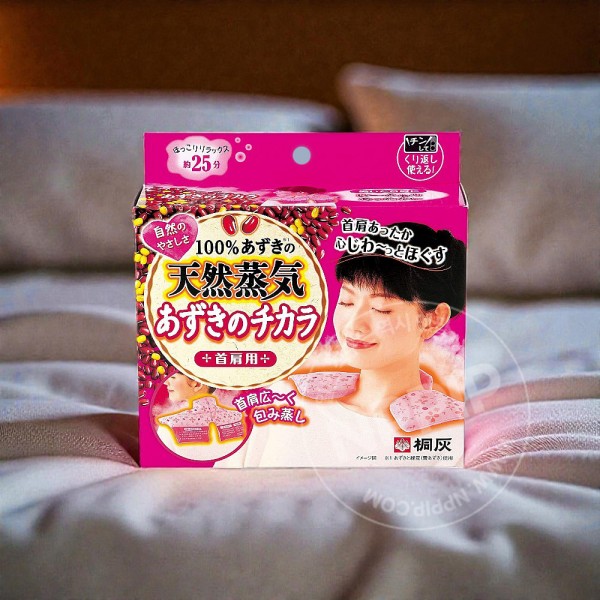 ほっこりリラックス
約25分
チンして
くり返し
使える!
自然の
やさしさ
100%あずきの※1
天然蒸気
あずきのチカラ
首肩用
首肩あったか
心じわ〜っとほぐす
首肩広〜く
包み蒸し
桐灰
イメージ図
N-NPPIP.COM